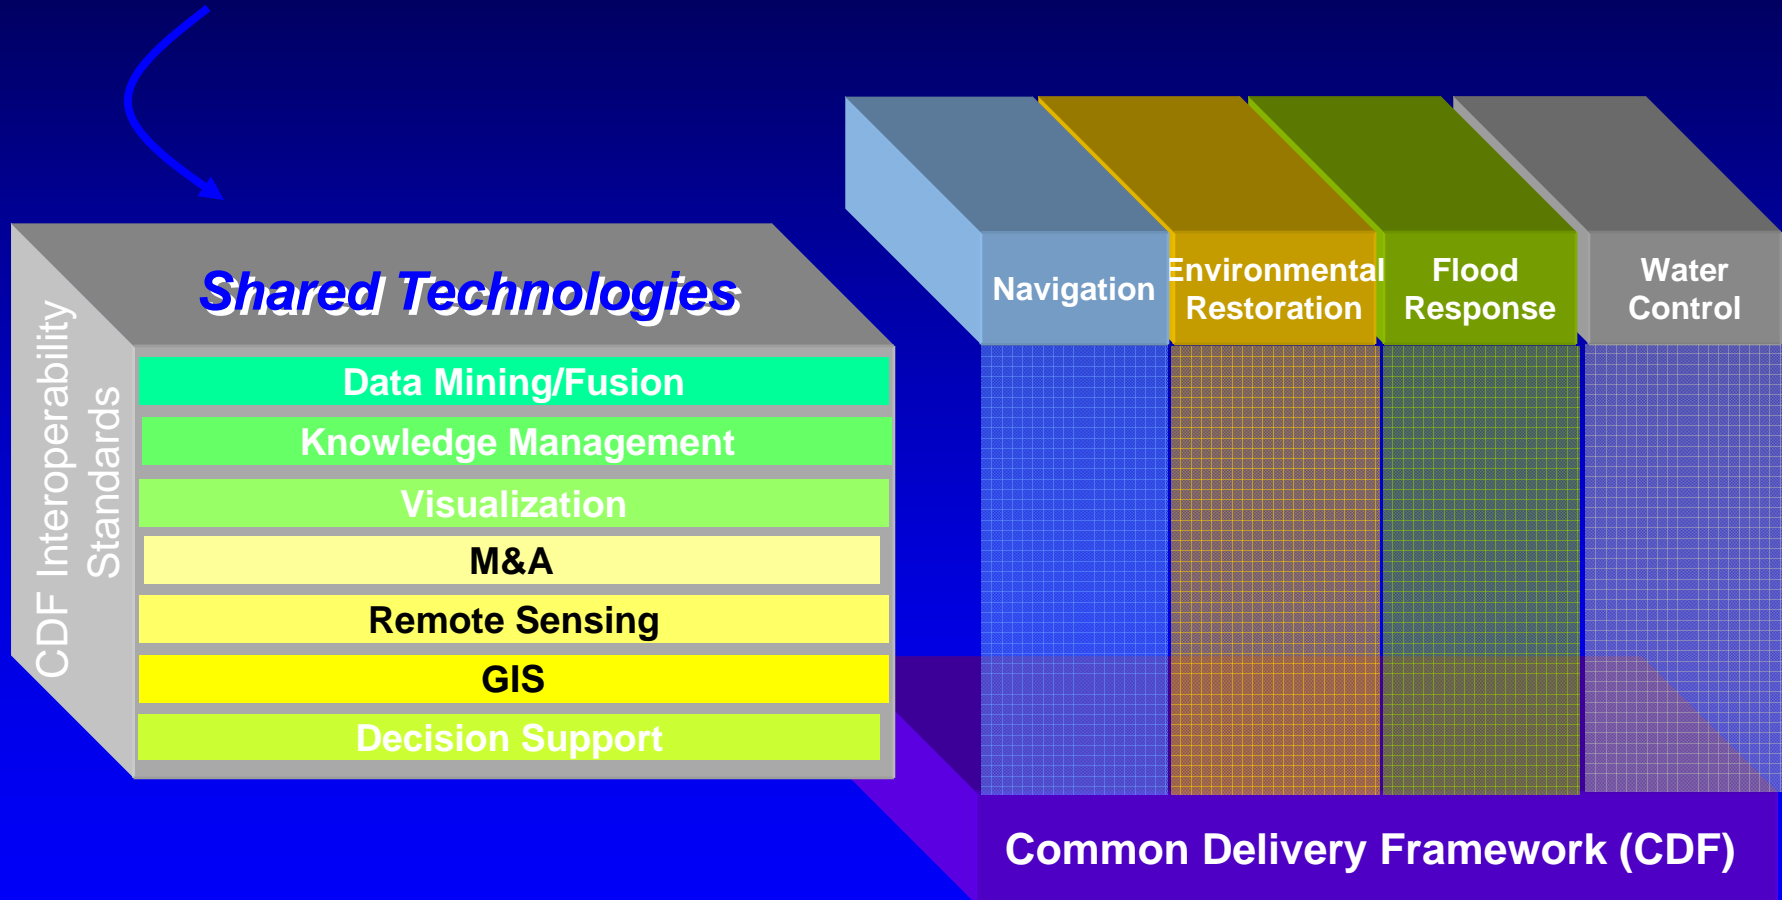 Shared Technologies
CDF Interoperability
Standards
Data Mining/Fusion
Knowledge Management
Visualization
M&A
Remote Sensing
GIS
Decision Support
Navigation
Environmental
Restoration
Flood
Response
Water
Control
Common Delivery Framework (CDF)